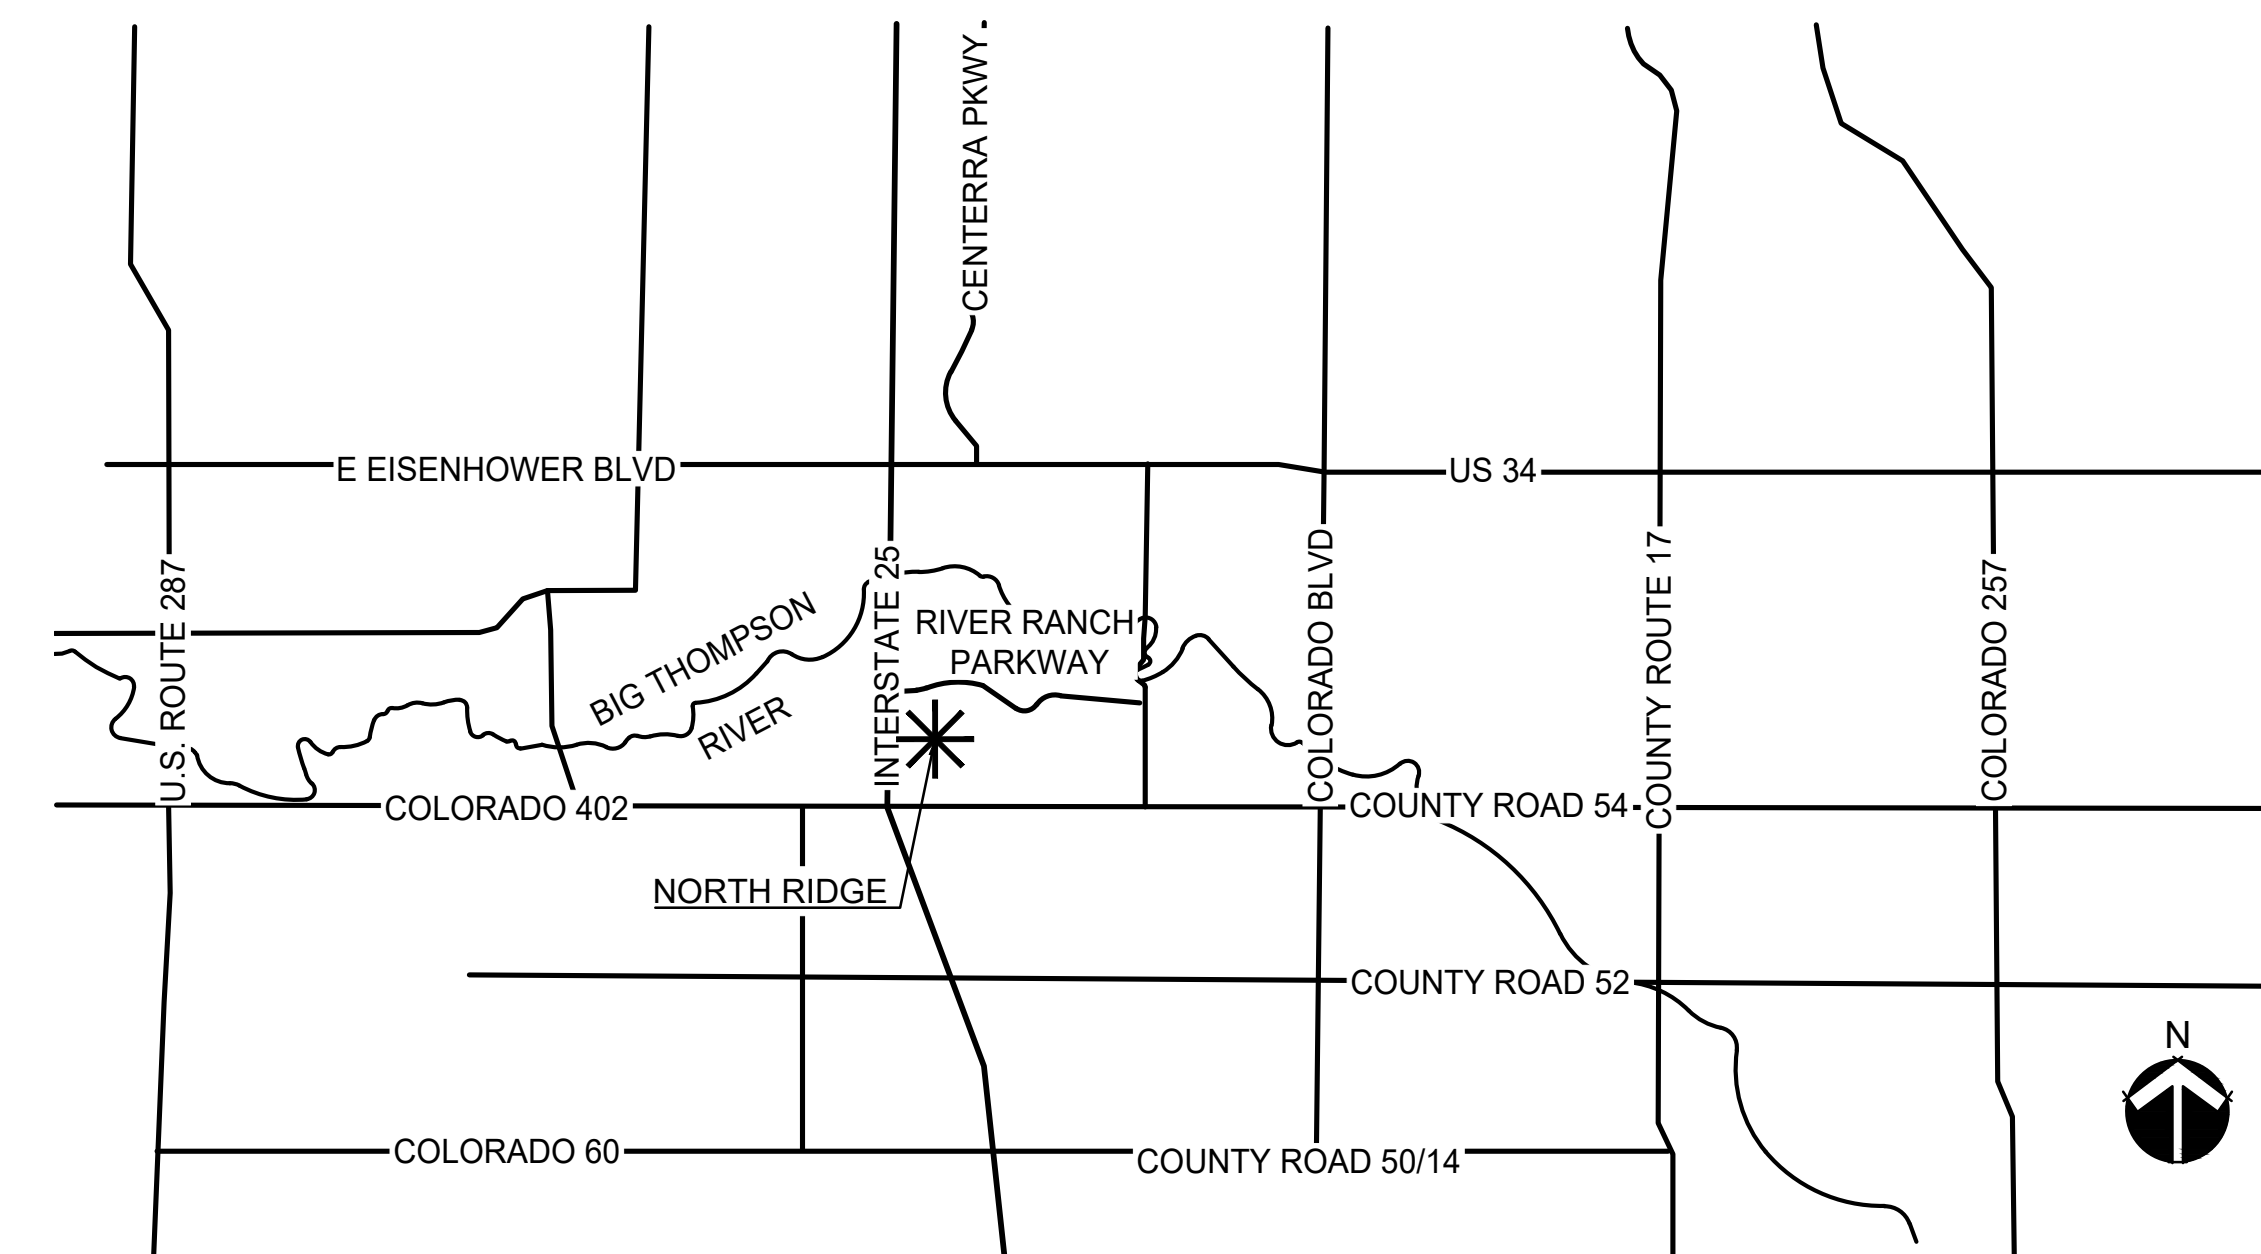 CENTERRA PKWY.
E EISENHOWER BLVD
US 34
U.S. ROUTE 287
BIG THOMPSON
RIVER
INTERSTATE 25
RIVER RANCH
PARKWAY
COLORADO BLVD
COUNTY ROUTE 17
COLORADO 257
COLORADO 402
COUNTY ROAD 54
NORTH RIDGE
COUNTY ROAD 52
N
COLORADO 60
COUNTY ROAD 50/14